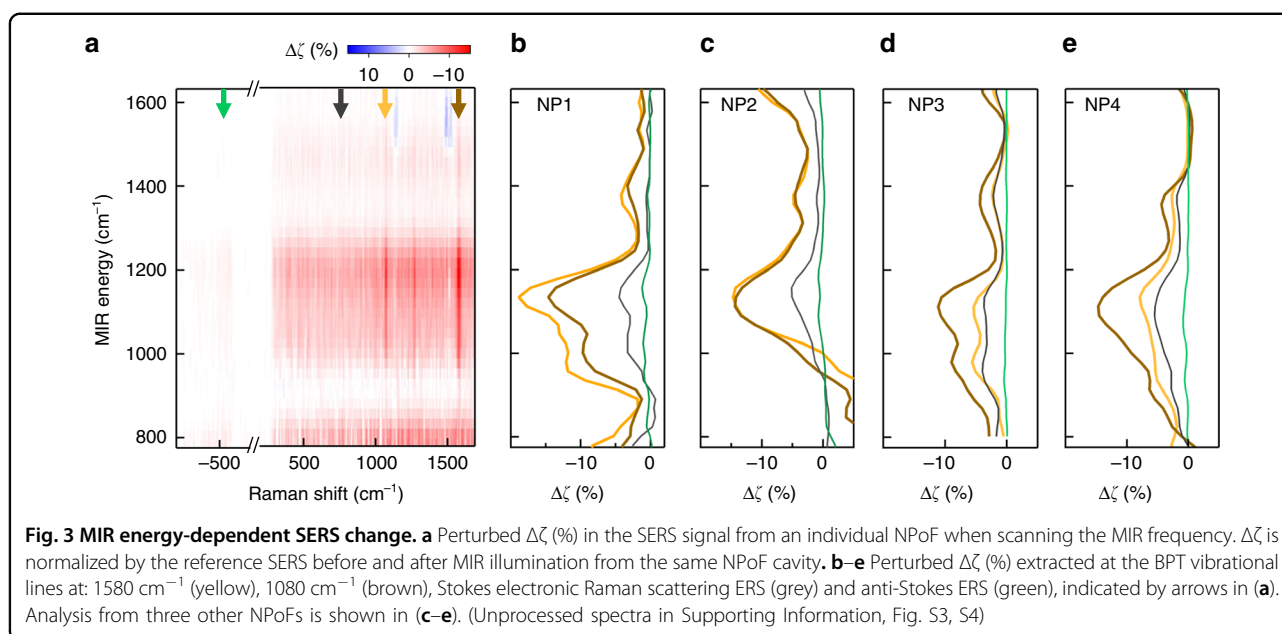 a
b
c
d
e
Δζ (%)
10 0 −10
NP1
NP2
NP3
NP4
1600
1400
1200
1000
800
MIR energy (cm⁻¹)
−500 500 1000 1500
Raman shift (cm⁻¹)
−10 0
Δζ (%)
−10 0
Δζ (%)
−10 0
Δζ (%)
−10 0
Δζ (%)
Fig. 3 MIR energy-dependent SERS change. a Perturbed Δζ (%) in the SERS signal from an individual NPoF when scanning the MIR frequency. Δζ is
normalized by the reference SERS before and after MIR illumination from the same NPoF cavity. b–e Perturbed Δζ (%) extracted at the BPT vibrational
lines at: 1580 cm⁻¹ (yellow), 1080 cm⁻¹ (brown), Stokes electronic Raman scattering ERS (grey) and anti-Stokes ERS (green), indicated by arrows in (a).
Analysis from three other NPoFs is shown in (c–e). (Unprocessed spectra in Supporting Information, Fig. S3, S4)